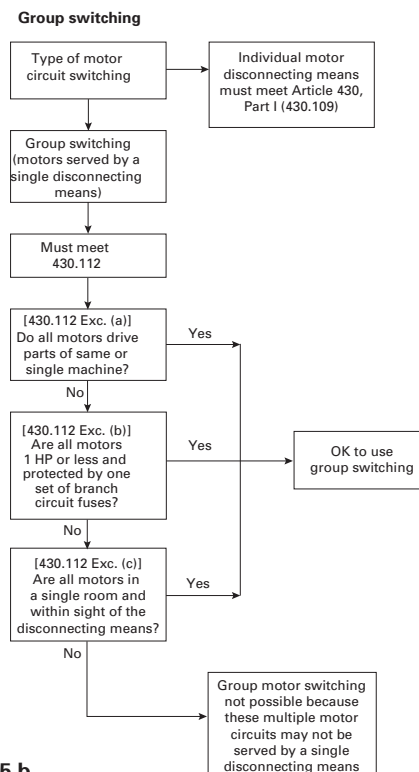 Group switching
Type of motor
circuit switching
Individual motor
disconnecting means
must meet Article 430,
Part I (430.109)
Group switching
(motors served by a
single disconnecting
means)
Must meet
430.112
[430.112 Exc. (a)]
Do all motors drive
parts of same or
single machine?
Yes
No
[430.112 Exc. (b)]
Are all motors
1 HP or less and
protected by one
set of branch
circuit fuses?
Yes
OK to use
group switching
No
[430.112 Exc. (c)]
Are all motors in
a single room and
within sight of the
disconnecting means?
Yes
No
Group motor switching
not possible because
these multiple motor
circuits may not be
served by a single
disconnecting means